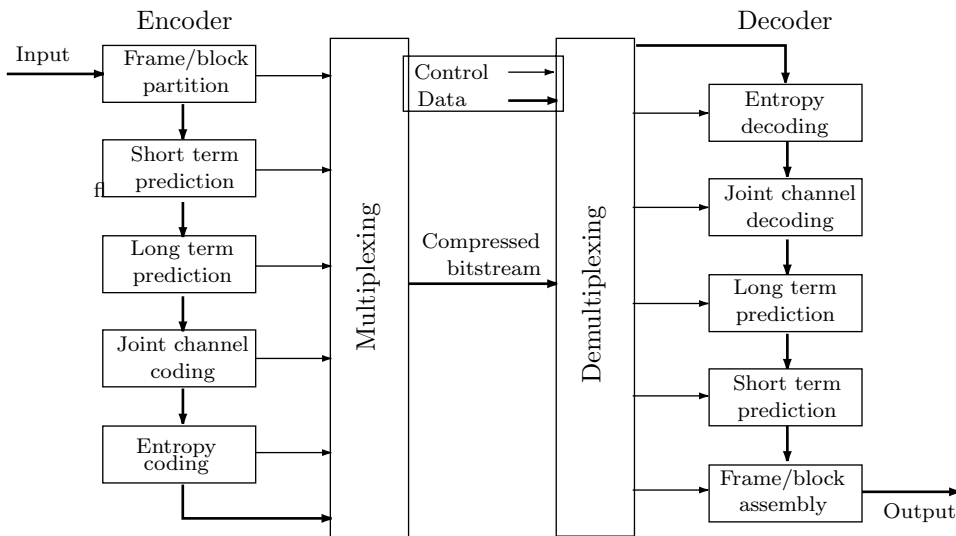 Encoder
Decoder
Input
Frame/block
partition
Short term
prediction
fl
Long term
prediction
Joint channel
coding
Entropy
coding
Multiplexing
Control
Data
Compressed
bitstream
Demultiplexing
Entropy
decoding
Joint channel
decoding
Long term
prediction
Short term
prediction
Frame/block
assembly
Output